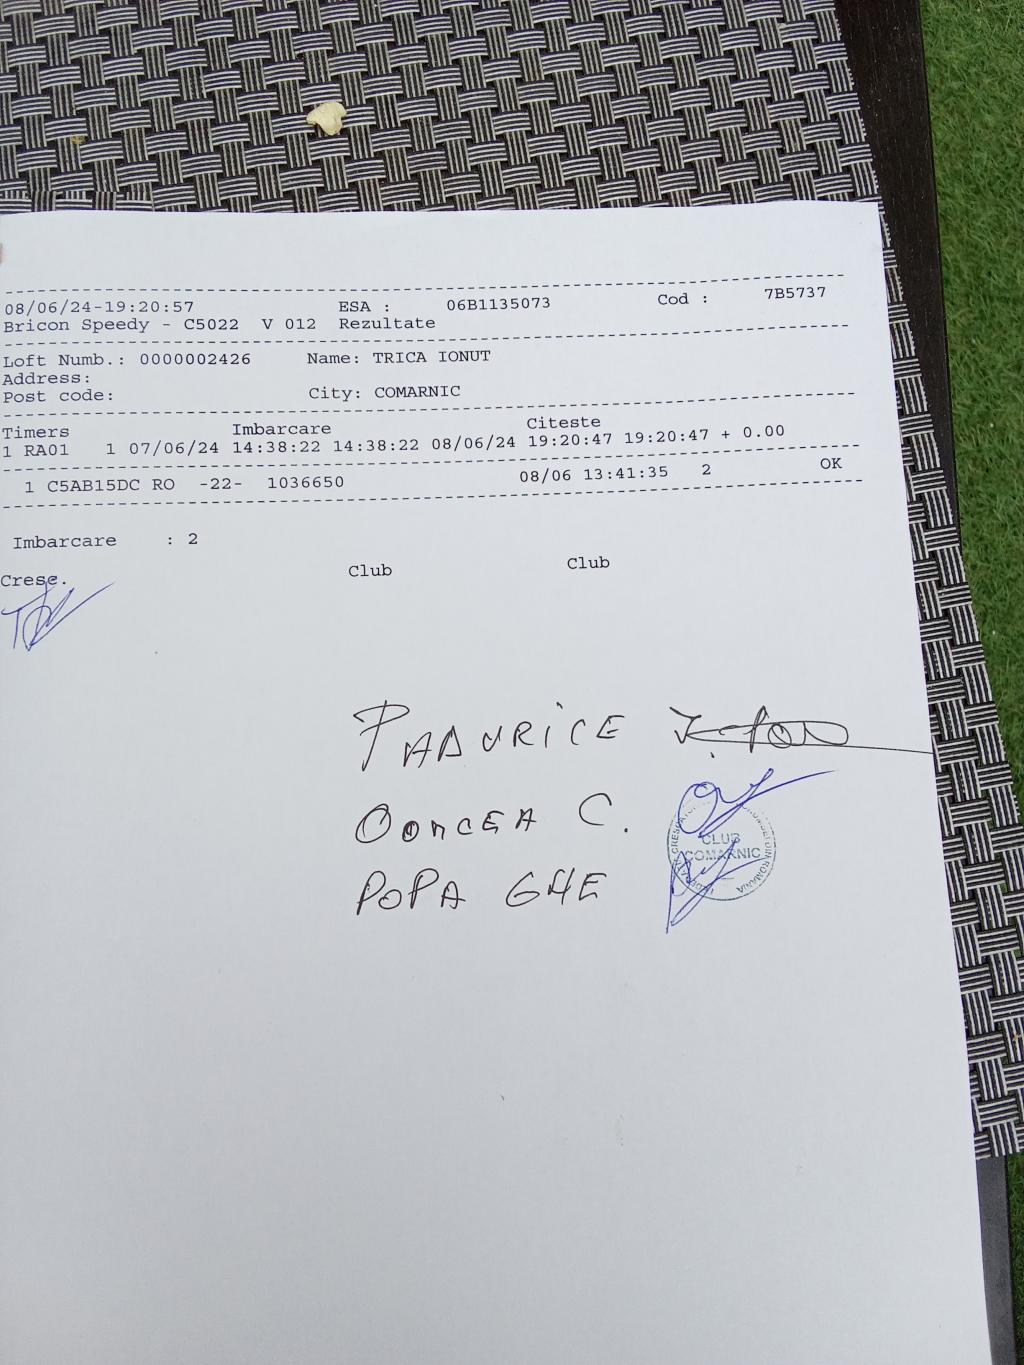 08/06/24-19:20:57 ESA : 06B1135073 Cod : 7B5737
Bricon Speedy - C5022 V 012 Rezultate
Loft Numb.: 0000002426 Name: TRICA IONUT
Address:
Post code: City: COMARNIC
Timers Imbarcare Citeste
1 RA01 1 07/06/24 14:38:22 14:38:22 08/06/24 19:20:47 19:20:47 + 0.00
1 C5AB15DC RO -22- 1036650 08/06 13:41:35 2 OK
Imbarcare : 2
Cresc. Club Club
PADURICE
C.
POPA GHE
CLUB
COMARNIC
DIN ROMANIA